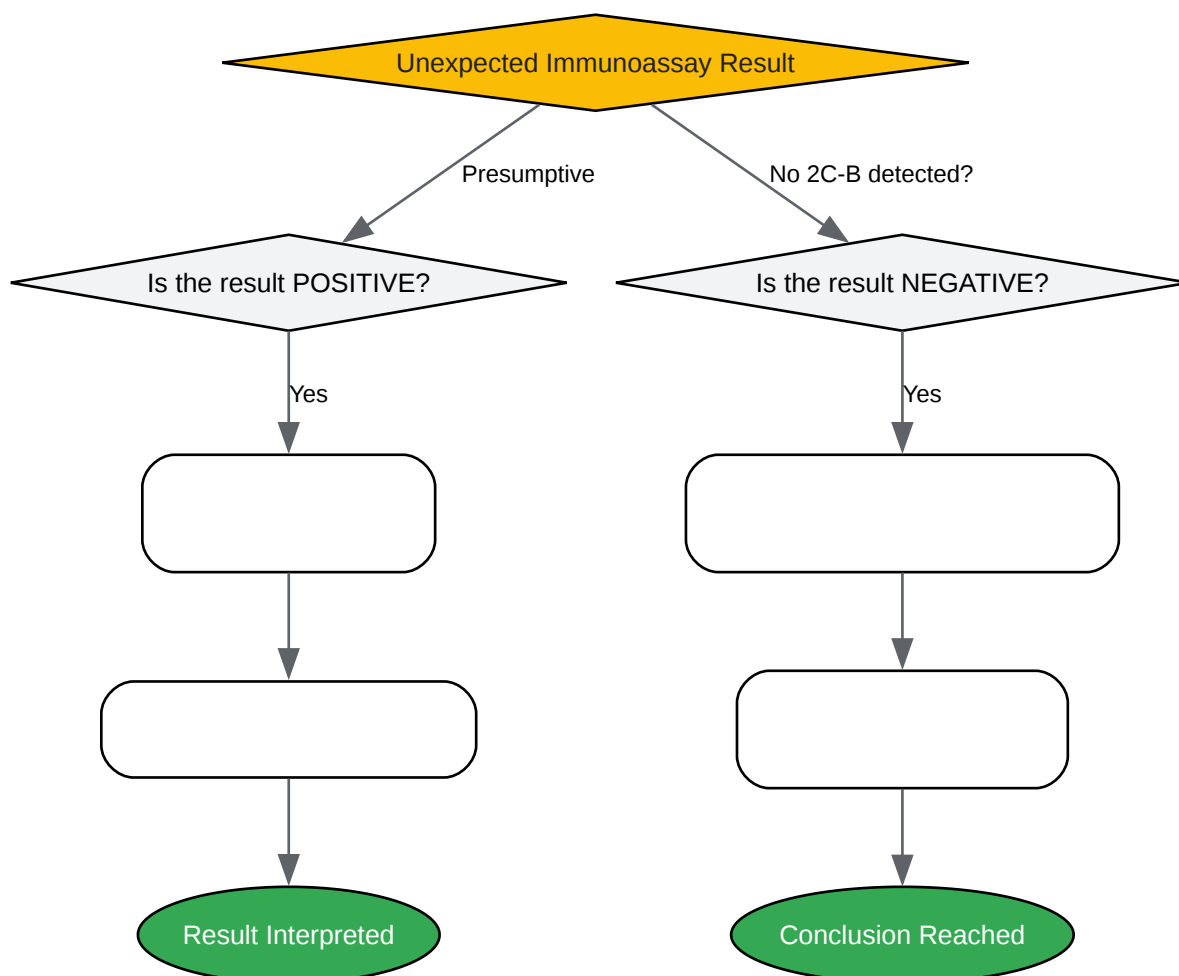 Unexpected Immunoassay Result
Presumptive
No 2C-B detected?
Is the result POSITIVE?
Is the result NEGATIVE?
Yes
Yes
Result Interpreted
Conclusion Reached